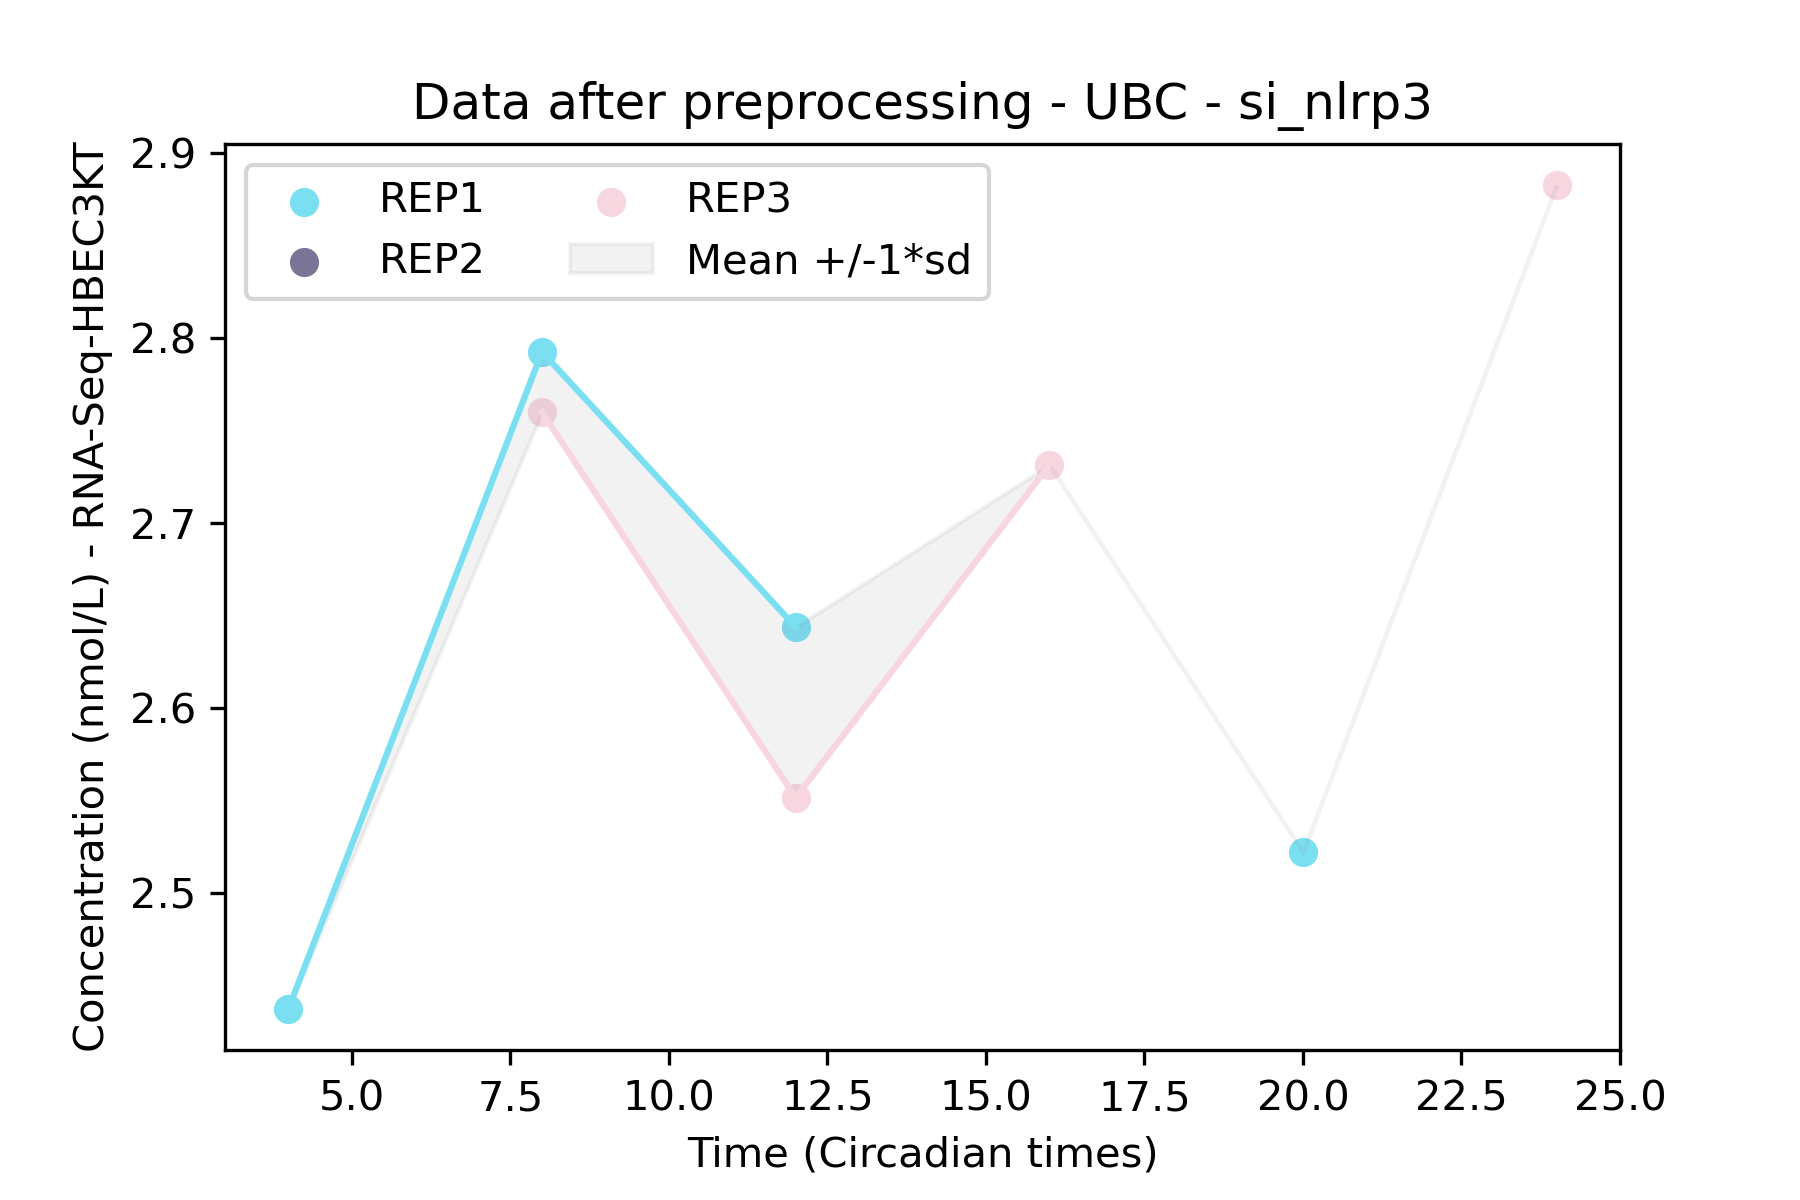 Data after preprocessing - UBC - si_nlrp3
Concentration (nmol/L) - RNA-Seq-HBEC3KT
2.9
2.8
2.7
2.6
2.5
REP1
REP2
REP3
Mean +/-1*sd
5.0 7.5 10.0 12.5 15.0 17.5 20.0 22.5 25.0
Time (Circadian times)